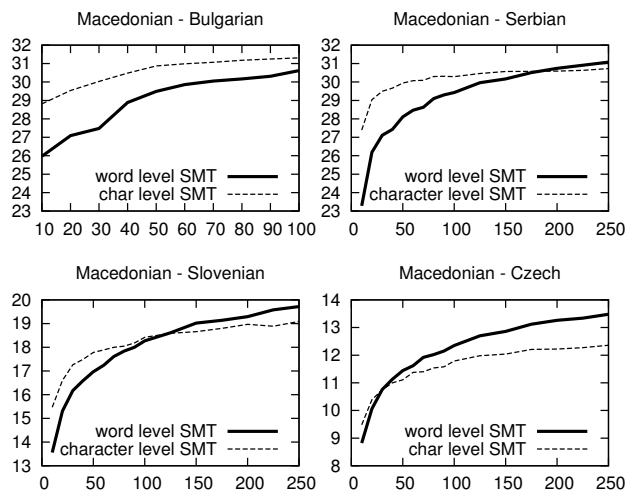 Macedonian - Bulgarian
32
31
30
29
28
27
26
25
24
23
word level SMT
char level SMT
10 20 30 40 50 60 70 80 90 100
Macedonian - Serbian
32
31
30
29
28
27
26
25
24
23
word level SMT
character level SMT
0 50 100 150 200 250
Macedonian - Slovenian
20
19
18
17
16
15
14
13
word level SMT
character level SMT
0 50 100 150 200 250
Macedonian - Czech
14
13
12
11
10
9
8
word level SMT
char level SMT
0 50 100 150 200 250